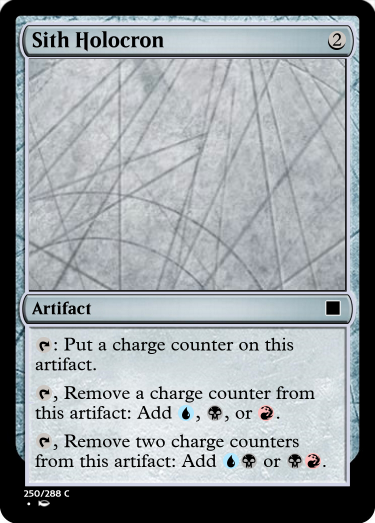 Sith Holocron 2
Artifact
: Put a charge counter on this
artifact.
, Remove a charge counter from
this artifact: Add , , or .
, Remove two charge counters
from this artifact: Add or .
250/288 C